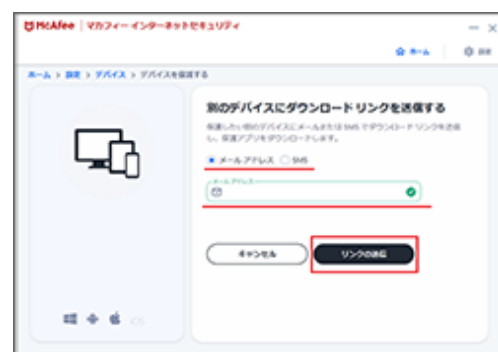 McAfee | マカフィー インターネットセキュリティ
ホーム 設定
ホーム > 設定 > デバイス > デバイスを保護する
別のデバイスにダウンロード リンクを送信する
保護したい別のデバイスにメールまたは SMS でダウンロード リンクを送信
し、保護アプリをダウンロードします。
メール アドレス SMS
メール アドレス
キャンセル リンクの送信
iOS